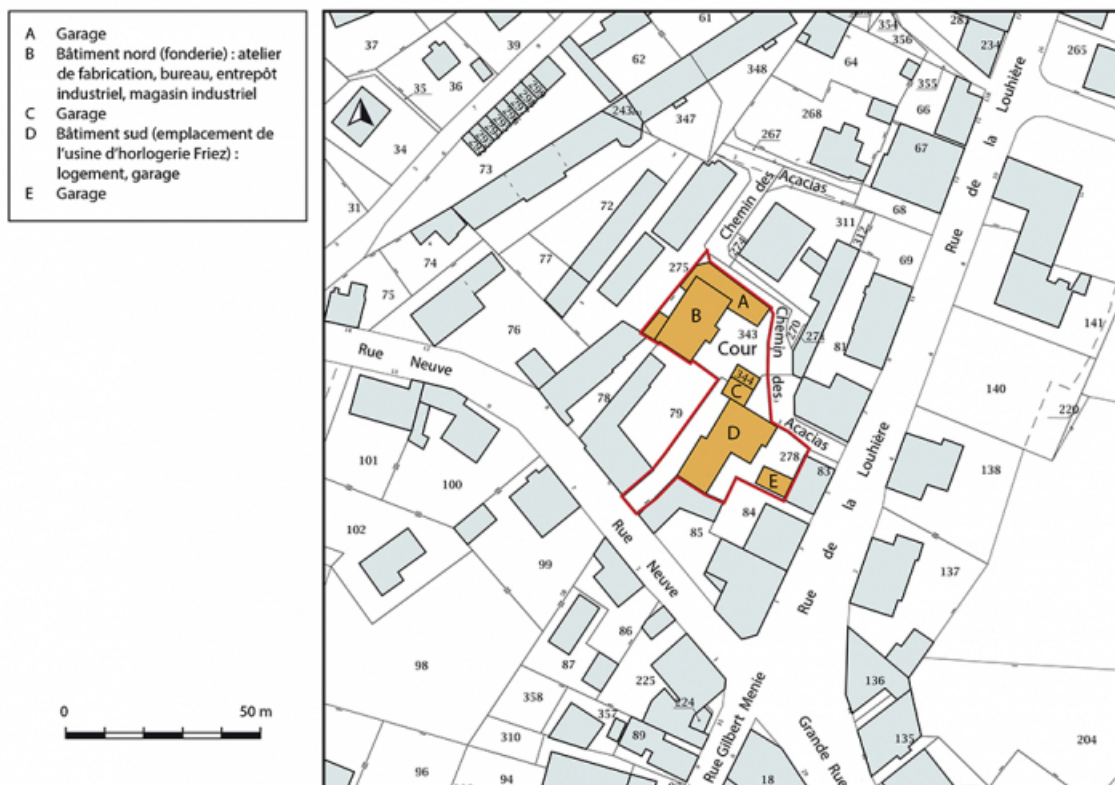 A Garage
B Bâtiment nord (fonderie) : atelier
de fabrication, bureau, entrepôt
industriel, magasin industriel
C Garage
D Bâtiment sud (emplacement de
l'usine d'horlogerie Friez) :
logement, garage
E Garage
0 50 m
37
35
36
39
61
62
34
31
73
243
347
348
354
356
64
355
66
283
234
265
268
267
67
Rue de la Louhière
Chemin des Acacias
68
72
74
75
76
77
274
275
311
312
69
81
271
270
141
140
220
A
B
343
Cour
344
C
D
E
Chemin des Acacias
278
83
84
85
78
79
Rue Neuve
101
100
102
99
98
Rue Neuve
Rue de la Louhière
138
137
136
135
204
86
87
225
224
358
357
310
89
96
94
18
Rue Gilbert Menie
Grande Rue